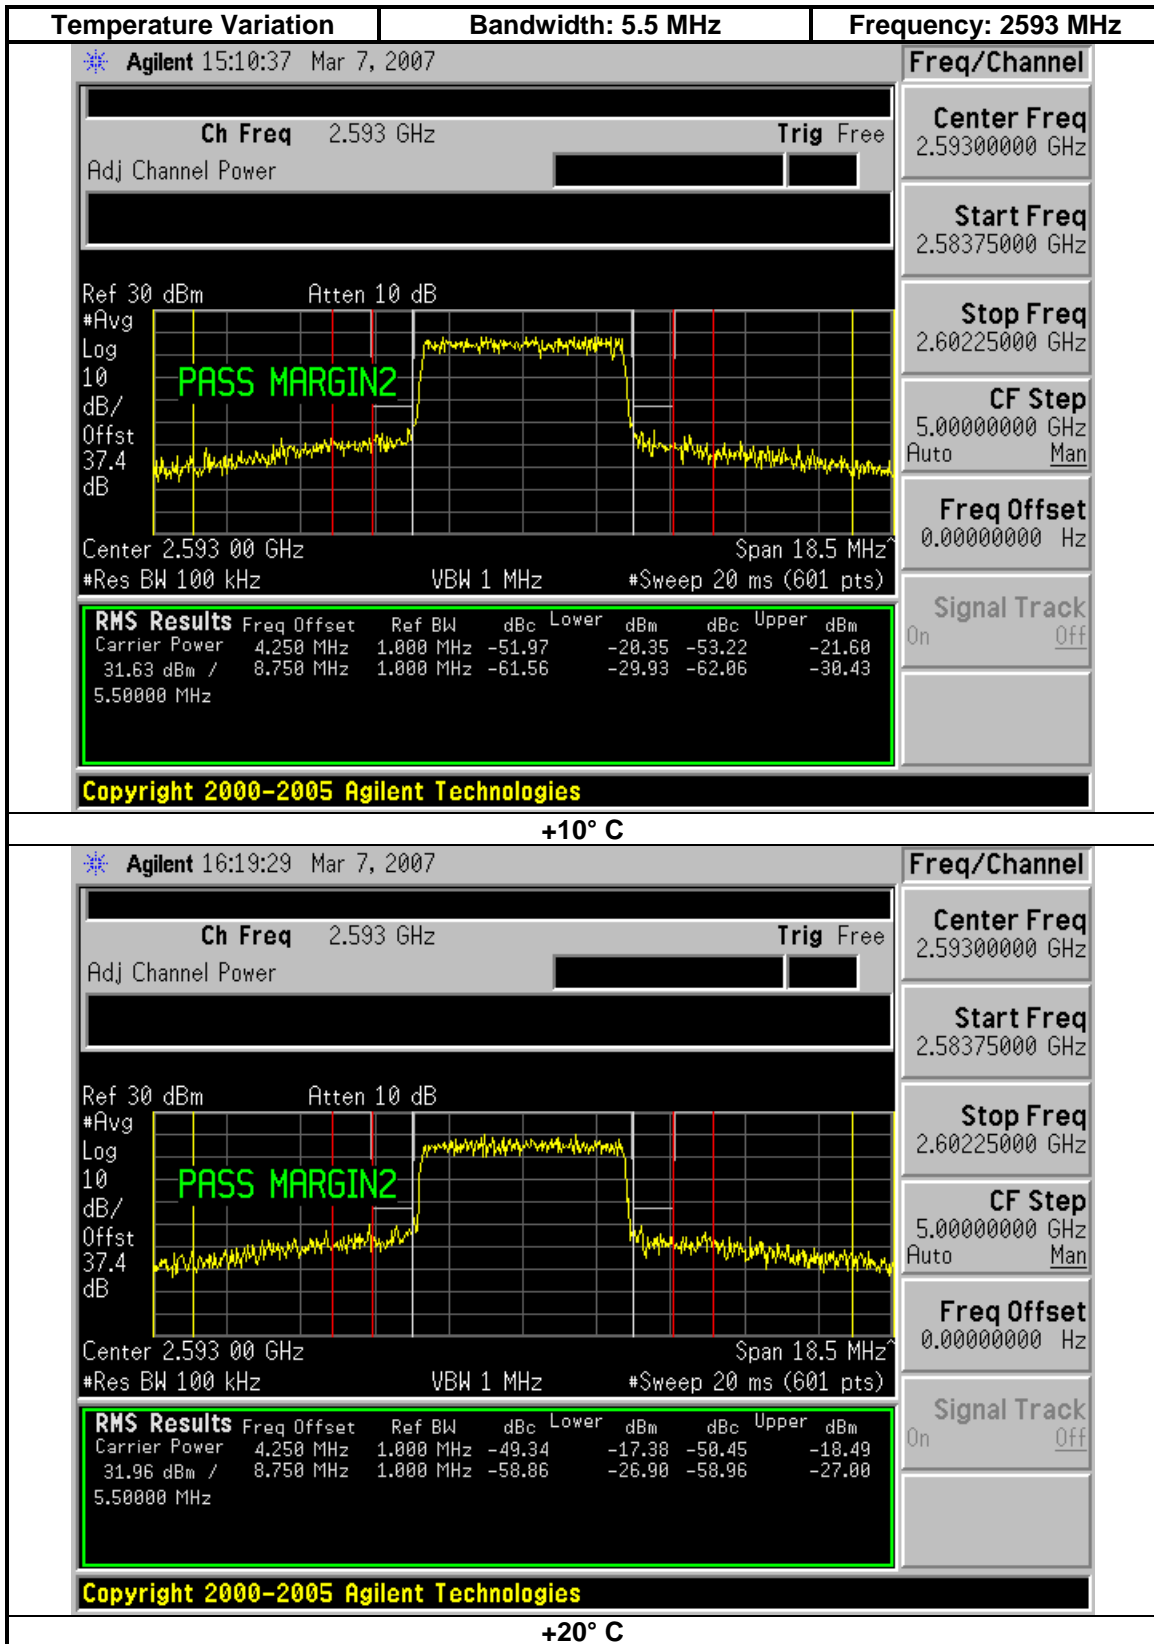 Temperature Variation Bandwidth: 5.5 MHz Frequency: 2593 MHz
Agilent 15:10:37 Mar 7, 2007 Freq/Channel
Ch Freq 2.593 GHz Trig Free
Adj Channel Power
Center Freq
2.59300000 GHz
Start Freq
2.58375000 GHz
Stop Freq
2.60225000 GHz
CF Step
5.00000000 GHz
Auto Man
Freq Offset
0.00000000 Hz
Signal Track
On Off
Ref 30 dBm Atten 10 dB
#Avg
Log
10
dB/
Offst
37.4
dB
PASS MARGIN2
Center 2.593 00 GHz Span 18.5 MHz^
#Res BW 100 kHz VBW 1 MHz #Sweep 20 ms (601 pts)
RMS Results Freq Offset Ref BW dBc Lower dBm dBc Upper dBm
Carrier Power 4.250 MHz 1.000 MHz -51.97 -20.35 -53.22 -21.60
31.63 dBm / 8.750 MHz 1.000 MHz -61.56 -29.93 -62.06 -30.43
5.50000 MHz
Copyright 2000-2005 Agilent Technologies
+10° C
Agilent 16:19:29 Mar 7, 2007 Freq/Channel
Ch Freq 2.593 GHz Trig Free
Adj Channel Power
Center Freq
2.59300000 GHz
Start Freq
2.58375000 GHz
Stop Freq
2.60225000 GHz
CF Step
5.00000000 GHz
Auto Man
Freq Offset
0.00000000 Hz
Signal Track
On Off
Ref 30 dBm Atten 10 dB
#Avg
Log
10
dB/
Offst
37.4
dB
PASS MARGIN2
Center 2.593 00 GHz Span 18.5 MHz^
#Res BW 100 kHz VBW 1 MHz #Sweep 20 ms (601 pts)
RMS Results Freq Offset Ref BW dBc Lower dBm dBc Upper dBm
Carrier Power 4.250 MHz 1.000 MHz -49.34 -17.38 -50.45 -18.49
31.96 dBm / 8.750 MHz 1.000 MHz -58.86 -26.90 -58.96 -27.00
5.50000 MHz
Copyright 2000-2005 Agilent Technologies
+20° C